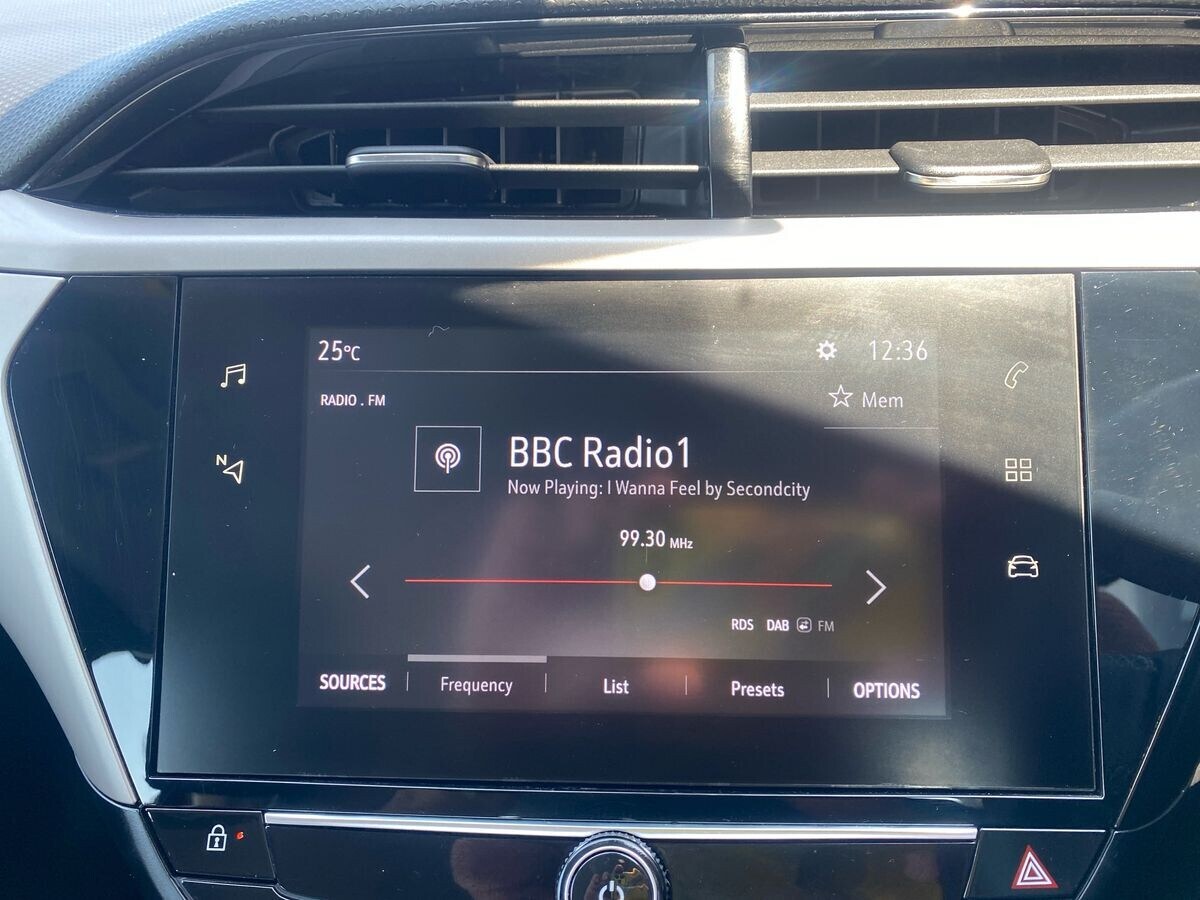 25°C
12:36
RADIO . FM
Mem
BBC Radio1
Now Playing: I Wanna Feel by Secondcity
99.30 MHz
N
RDS DAB FM
SOURCES Frequency List Presets OPTIONS